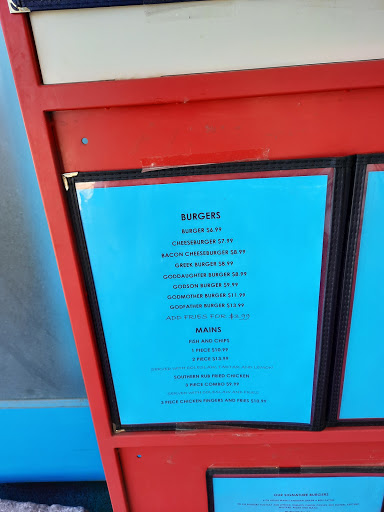 BURGERS
BURGER $6.99
CHEESEBURGER $7.99
BACON CHEESEBURGER $8.99
GREEK BURGER $8.99
GODDAUGHTER BURGER $8.99
GODSON BURGER $9.99
GODMOTHER BURGER $11.99
GODFATHER BURGER $13.99
ADD FRIES FOR $3.99
MAINS
FISH AND CHIPS
1 PIECE $10.99
2 PIECE $13.99
SOUTHERN RUB FRIED CHICKEN
3 PIECE COMBO $9.99
3 PIECE CHICKEN FINGERS AND FRIES $10.99
OUR SIGNATURE BURGERS